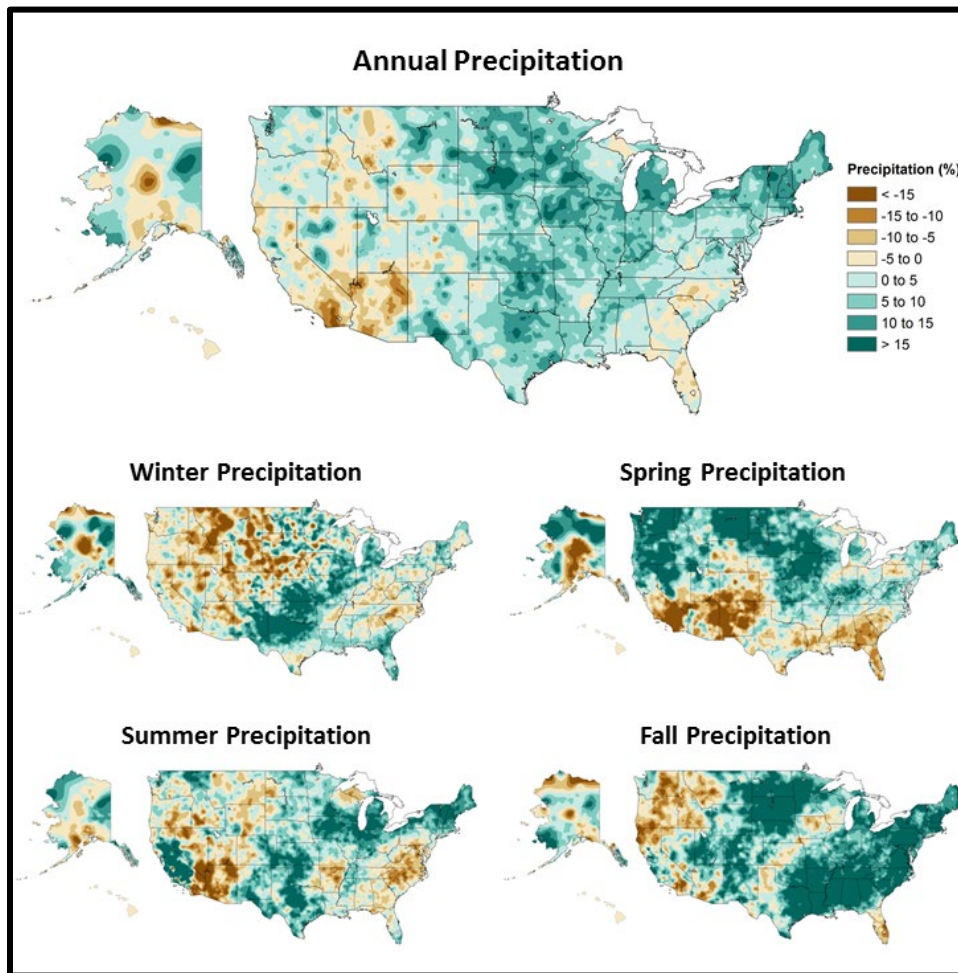 Annual Precipitation
Precipitation (%)
< -15
-15 to -10
-10 to -5
-5 to 0
0 to 5
5 to 10
10 to 15
> 15
Winter Precipitation
Spring Precipitation
Summer Precipitation
Fall Precipitation